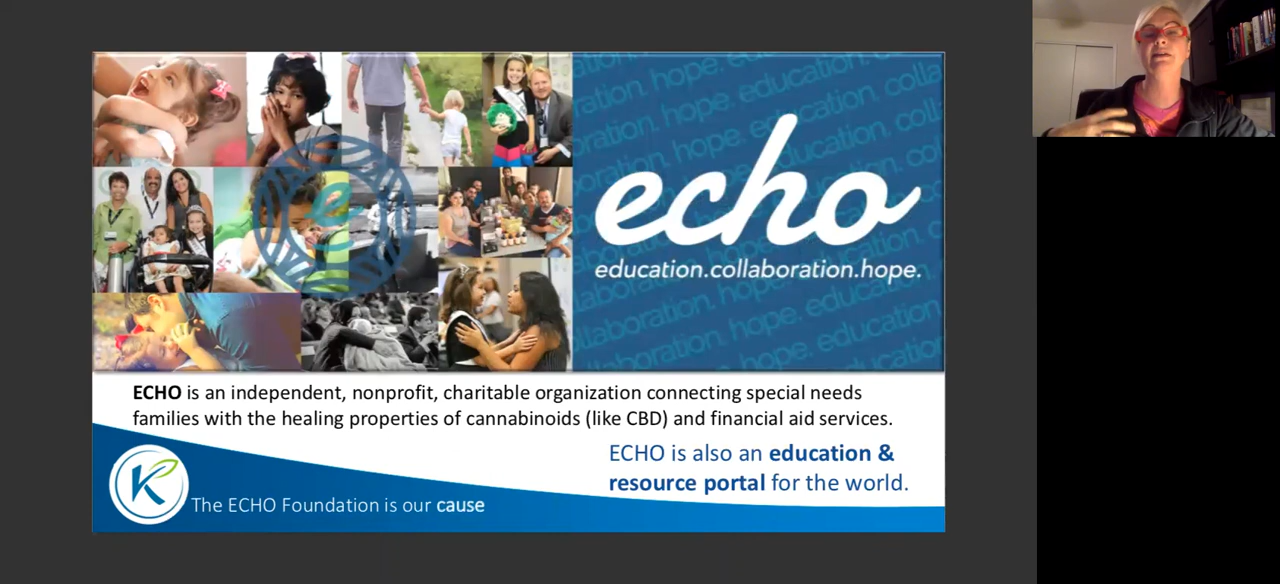 echo
education.collaboration.hope.
ECHO is an independent, nonprofit, charitable organization connecting special needs
families with the healing properties of cannabinoids (like CBD) and financial aid services.
ECHO is also an education &
resource portal for the world.
K
The ECHO Foundation is our cause